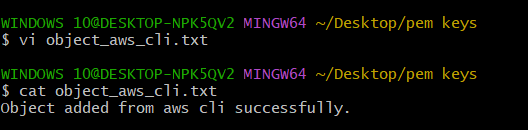 WINDOWS 10@DESKTOP-NPK5QV2 MINGW64 ~/Desktop/pem keys
$ vi object_aws_cli.txt
WINDOWS 10@DESKTOP-NPK5QV2 MINGW64 ~/Desktop/pem keys
$ cat object_aws_cli.txt
Object added from aws cli successfully.